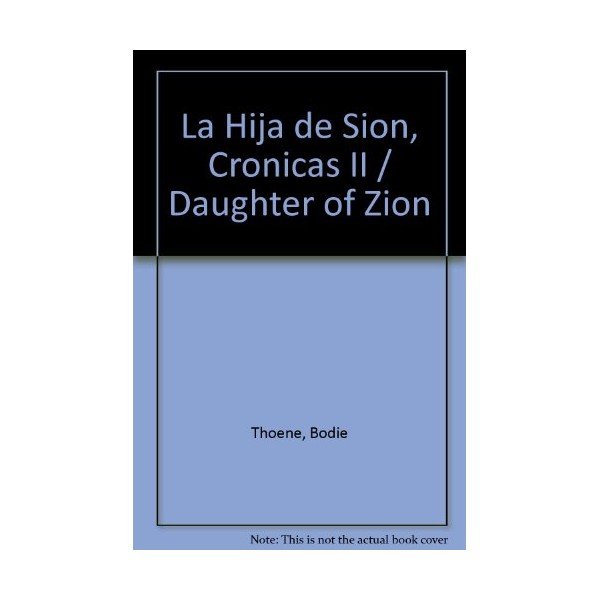 La Hija de Sion,
Cronicas II /
Daughter of Zion
Thoene, Bodie
Note: This is not the actual book cover